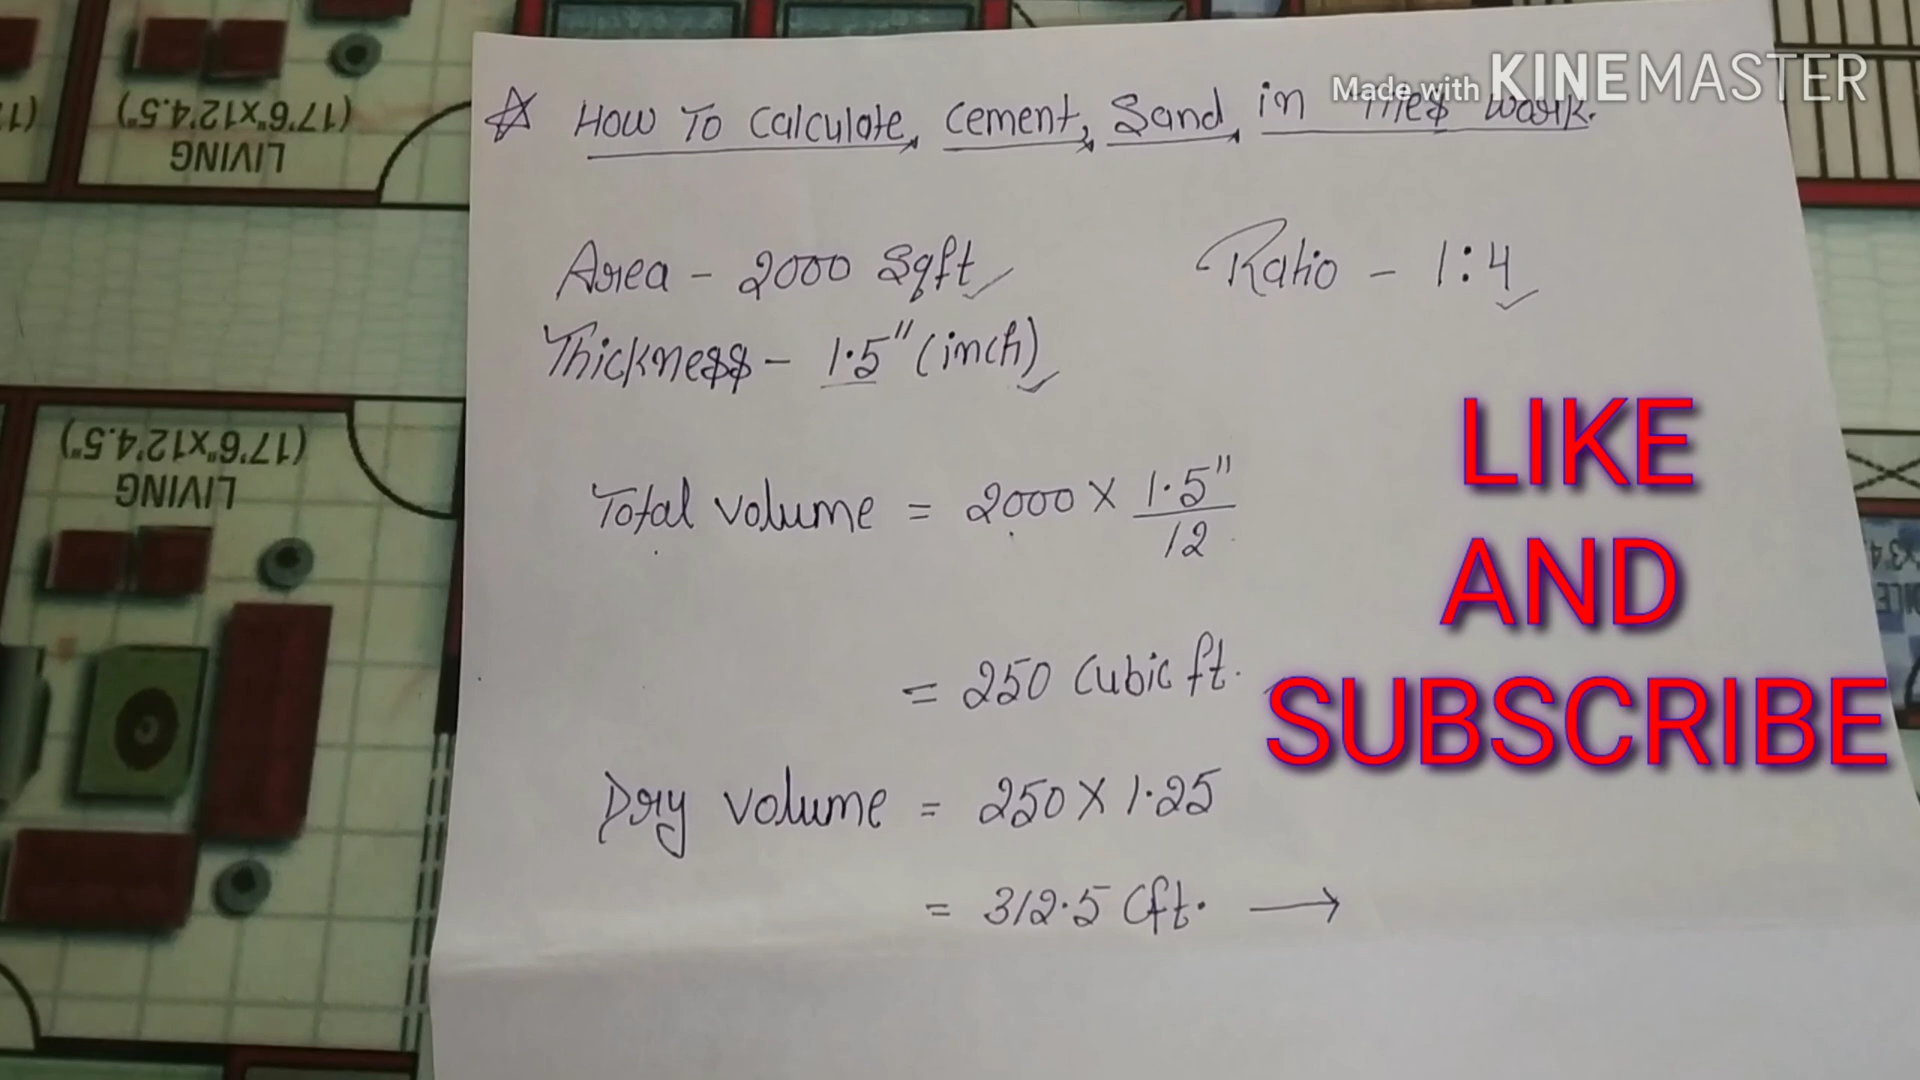 Made with KINEMASTER
☆ HOW TO Calculate, Cement, Sand, in Tiles work.
Area - 2000 Sqft
Ratio - 1:4
Thickness - 1.5" (inch)
Total volume = 2000 X 1.5" / 12
= 250 Cubic ft.
Dry volume = 250 X 1.25
= 312.5 Cft. →
LIKE
AND
SUBSCRIBE
(17'6"X12'4.5")
LIVING
(17'6"X12'4.5")
LIVING